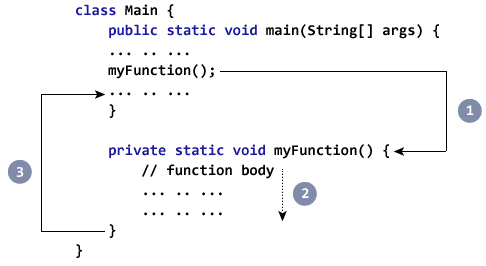 class Main {
public static void main(String[] args) {
... .. ...
myFunction();
... .. ...
}
1
private static void myFunction() {
3
// function body
... .. ...
2
... .. ...
}
}